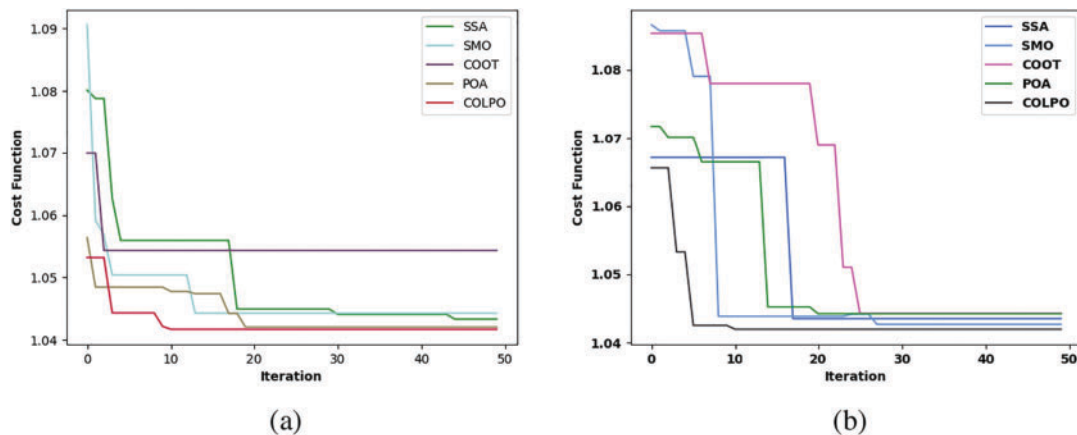 1.09
1.08
1.07
1.06
1.05
1.04
Cost Function
0
10
20
30
40
50
Iteration
SSA
SMO
COOT
POA
COLPO
(a)
1.08
1.07
1.06
1.05
1.04
Cost Function
0
10
20
30
40
50
Iteration
SSA
SMO
COOT
POA
COLPO
(b)